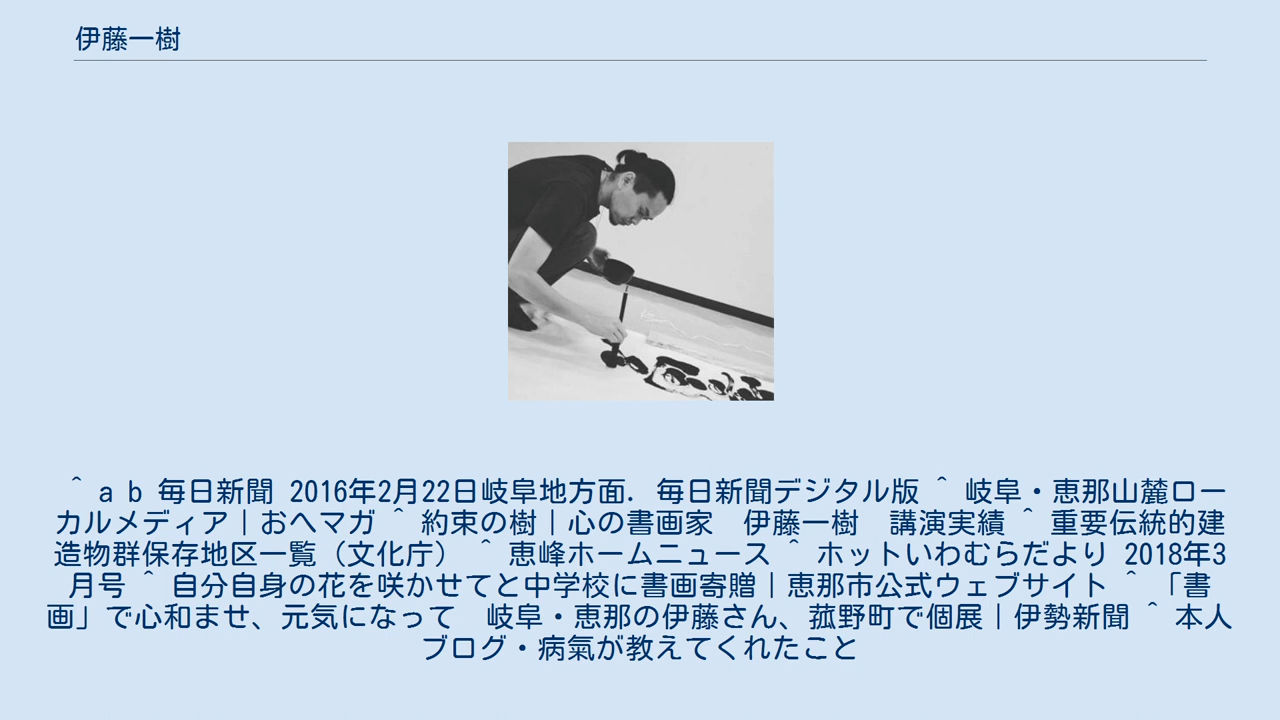 伊藤一樹
^ a b 毎日新聞 2016年2月22日岐阜地方面. 毎日新聞デジタル版 ^ 岐阜・恵那山麓ロー
カルメディア｜おへマガ ^ 約束の樹｜心の書画家　伊藤一樹　講演実績 ^ 重要伝統的建
造物群保存地区一覧（文化庁） ^ 恵峰ホームニュース ^ ホットいわむらだより 2018年3
月号 ^ 自分自身の花を咲かせてと中学校に書画寄贈｜恵那市公式ウェブサイト ^ 「書
画」で心和ませ、元気になって　岐阜・恵那の伊藤さん、菰野町で個展｜伊勢新聞 ^ 本人
ブログ・病氣が教えてくれたこと